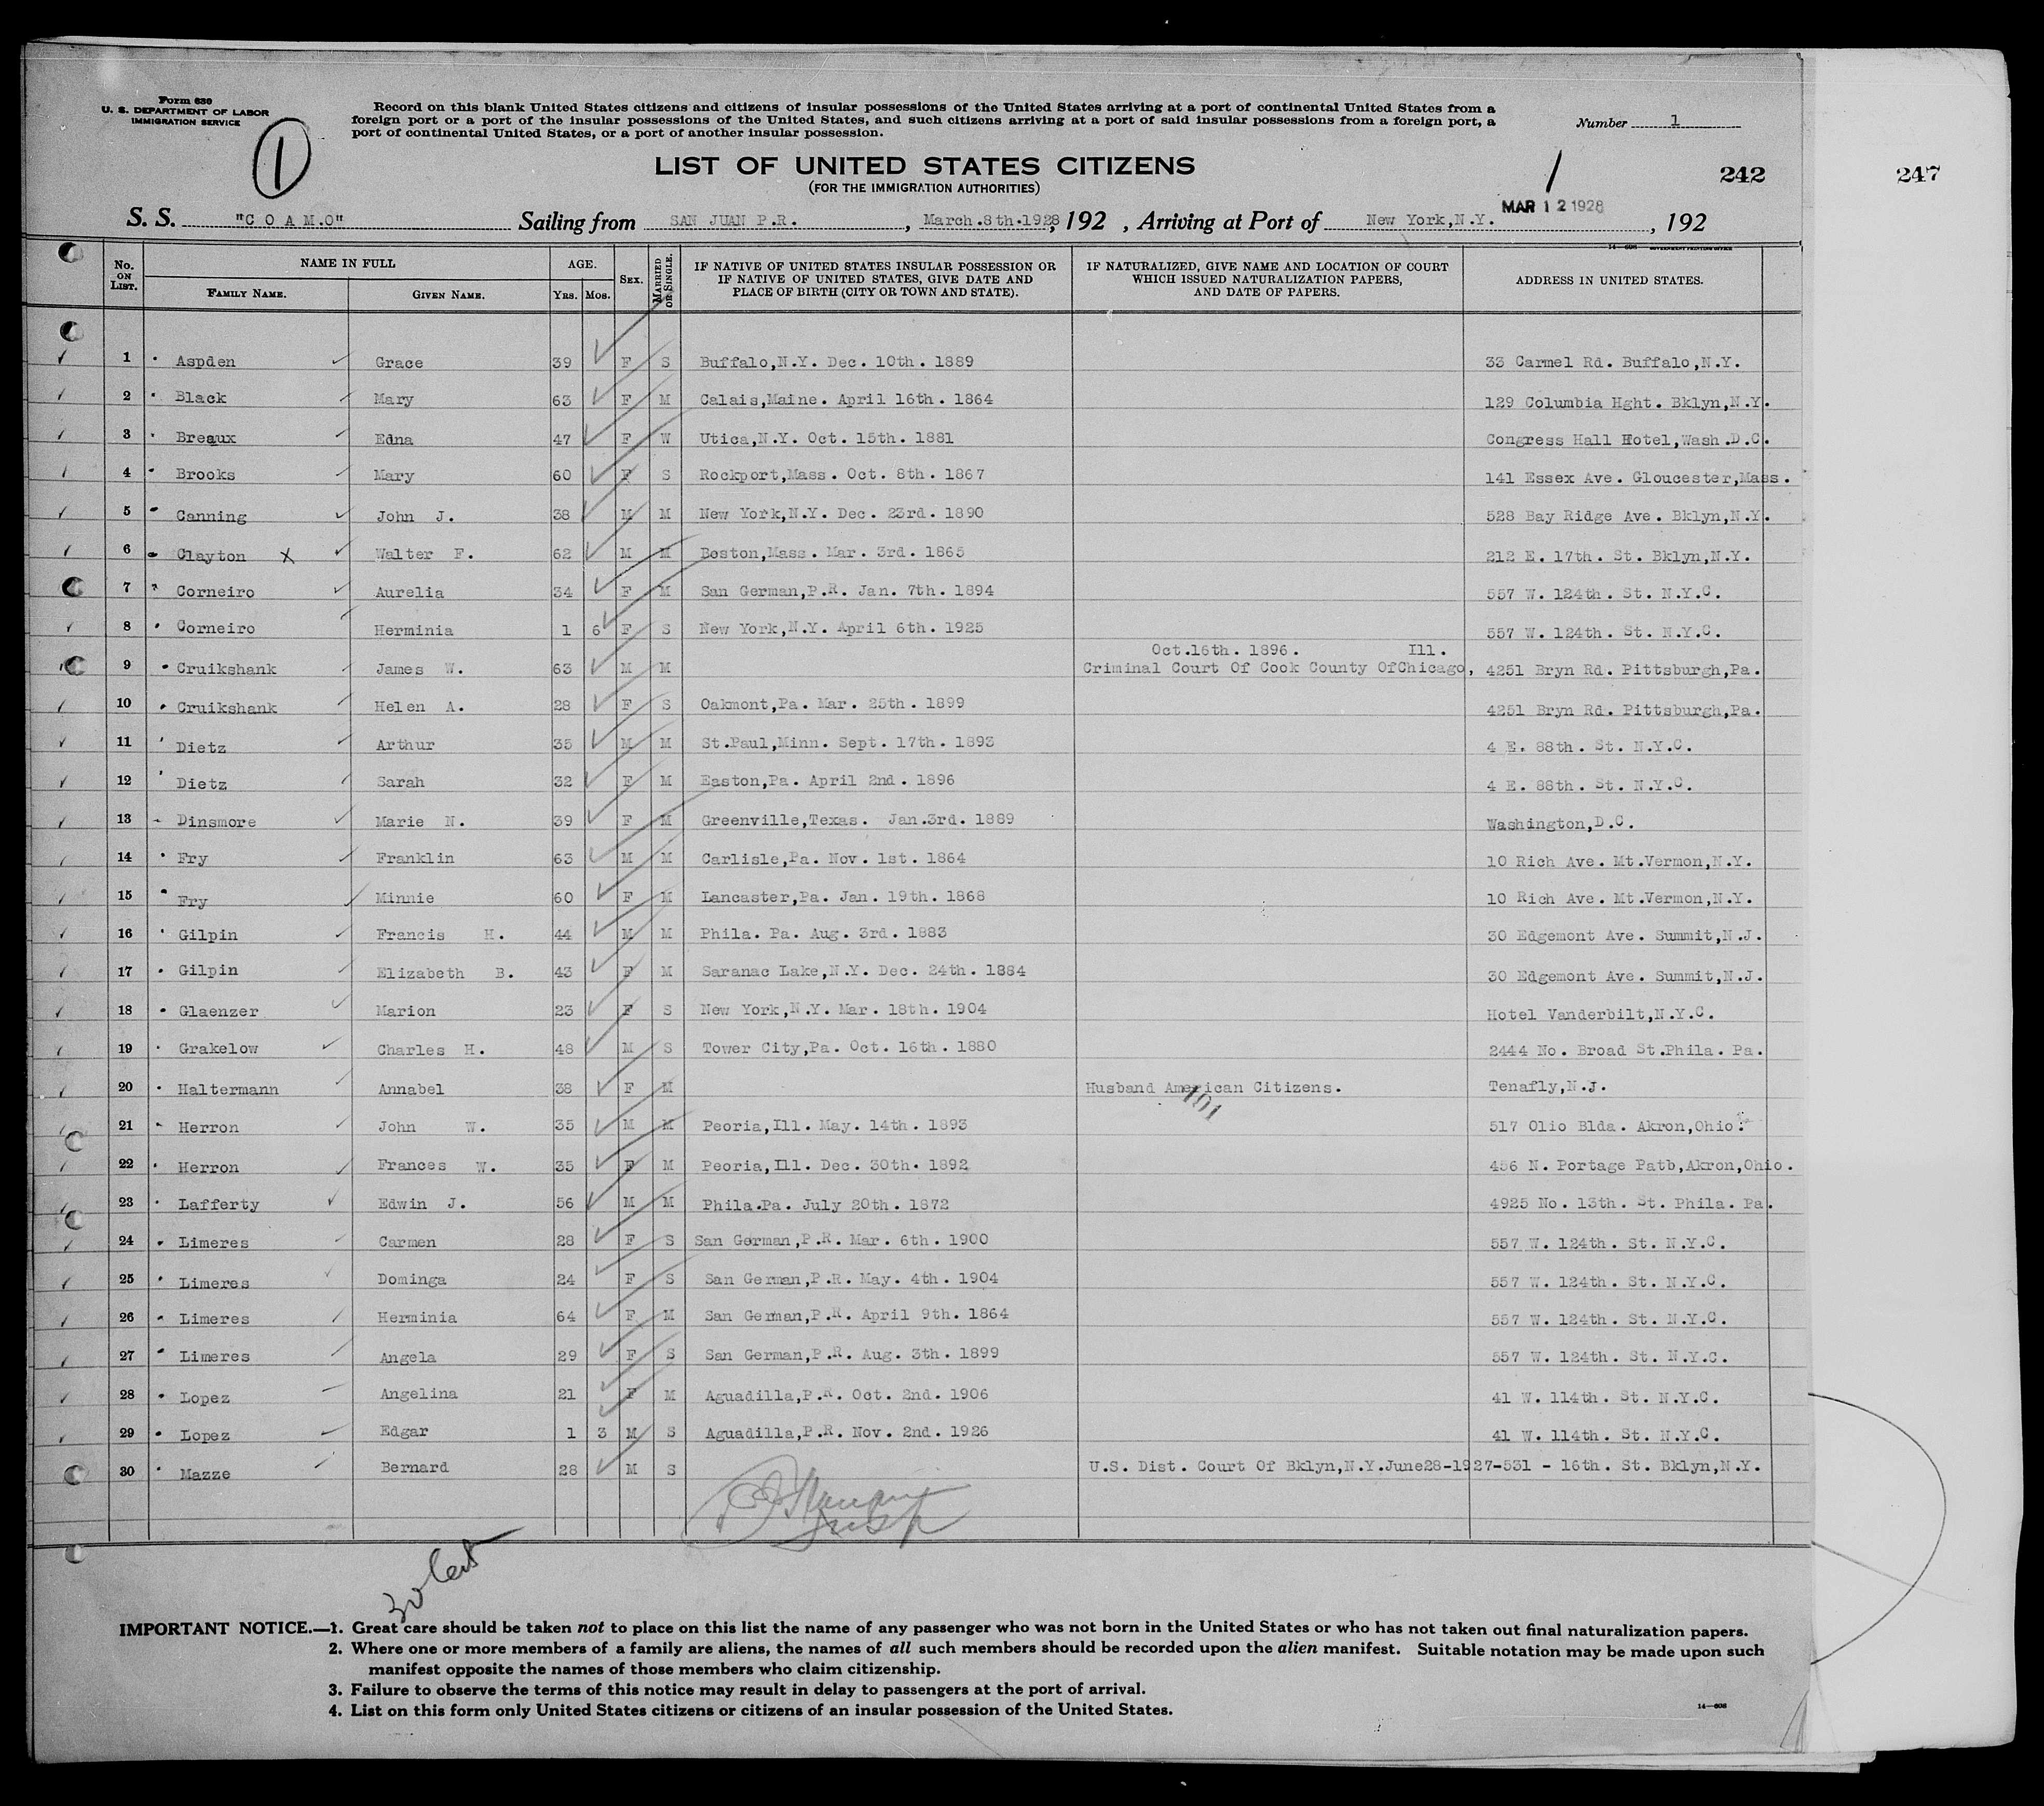 Form 630
U. S. DEPARTMENT OF LABOR
IMMIGRATION SERVICE
1
Record on this blank United States citizens and citizens of insular possessions of the United States arriving at a port of continental United States from a
foreign port or a port of the insular possessions of the United States, and such citizens arriving at a port of said insular possessions from a foreign port, a
port of continental United States, or a port of another insular possession.
Number 1
LIST OF UNITED STATES CITIZENS
(FOR THE IMMIGRATION AUTHORITIES)
1
242
247
S. S. "C O A M.O" Sailing from SAN JUAN P.R. , March.8th.1928, 192 , Arriving at Port of New York,N.Y. MAR 12 1928 , 192
14-608 GOVERNMENT PRINTING OFFICE
No. ON LIST. NAME IN FULL FAMILY NAME. GIVEN NAME. AGE. YRS. MOS. SEX. MARRIED OR SINGLE. IF NATIVE OF UNITED STATES INSULAR POSSESSION OR IF NATIVE OF UNITED STATES, GIVE DATE AND PLACE OF BIRTH (CITY OR TOWN AND STATE). IF NATURALIZED, GIVE NAME AND LOCATION OF COURT WHICH ISSUED NATURALIZATION PAPERS, AND DATE OF PAPERS. ADDRESS IN UNITED STATES.
1 Aspden Grace 39 F S Buffalo,N.Y. Dec. 10th. 1889 33 Carmel Rd. Buffalo,N.Y.
2 Black Mary 63 F M Calais,Maine. April 16th. 1864 129 Columbia Hght. Bklyn,N.Y.
3 Breaux Edna 47 F W Utica,N.Y. Oct. 15th. 1881 Congress Hall Hotel,Wash.D.C.
4 Brooks Mary 60 F S Rockport,Mass. Oct. 8th. 1867 141 Essex Ave. Gloucester,Mass.
5 Canning John J. 38 M M New York,N.Y. Dec. 23rd. 1890 528 Bay Ridge Ave. Bklyn,N.Y.
6 Clayton X Walter F. 62 M M Boston,Mass. Mar. 3rd. 1865 212 E. 17th. St. Bklyn,N.Y.
7 Corneiro Aurelia 34 F M San German,P.R. Jan. 7th. 1894 557 W. 124th. St. N.Y.C.
8 Corneiro Herminia 1 6 F S New York,N.Y. April 6th. 1925 557 W. 124th. St. N.Y.C.
Oct.16th. 1896. Ill.
9 Cruikshank James W. 63 M M Criminal Court Of Cook County OfChicago, 4251 Bryn Rd. Pittsburgh,Pa.
10 Cruikshank Helen A. 28 F S Oakmont,Pa. Mar. 25th. 1899 4251 Bryn Rd. Pittsburgh,Pa.
11 Dietz Arthur 35 M M St.Paul,Minn. Sept. 17th. 1893 4 E. 88th. St. N.Y.C.
12 Dietz Sarah 32 F M Easton,Pa. April 2nd. 1896 4 E. 88th. St. N.Y.C.
13 Dinsmore Marie N. 39 F M Greenville,Texas. Jan.3rd. 1889 Washington,D.C.
14 Fry Franklin 63 M M Carlisle,Pa. Nov. 1st. 1864 10 Rich Ave. Mt.Vermon,N.Y.
15 Fry Minnie 60 F M Lancaster,Pa. Jan. 19th. 1868 10 Rich Ave. Mt.Vermon,N.Y.
16 Gilpin Francis H. 44 M M Phila. Pa. Aug. 3rd. 1883 30 Edgemont Ave. Summit,N.J.
17 Gilpin Elizabeth B. 43 F M Saranac Lake,N.Y. Dec. 24th. 1884 30 Edgemont Ave. Summit,N.J.
18 Glaenzer Marion 23 F S New York,N.Y. Mar. 18th. 1904 Hotel Vanderbilt,N.Y.C.
19 Grakelow Charles H. 48 M S Tower City,Pa. Oct. 16th. 1880 2444 No. Broad St.Phila. Pa.
20 Haltermann Annabel 38 F M Husband American Citizens. Tenafly,N.J.
101
21 Herron John W. 35 M M Peoria,Ill. May. 14th. 1893 517 Olio Blda. Akron,Ohio.
22 Herron Frances W. 35 F M Peoria,Ill. Dec. 30th. 1892 456 N. Portage Patb,Akron,Ohio.
23 Lafferty Edwin J. 56 M M Phila.Pa. July 20th. 1872 4925 No. 13th. St. Phila. Pa.
24 Limeres Carmen 28 F S San German,P.R. Mar. 6th. 1900 557 W. 124th. St. N.Y.C.
25 Limeres Dominga 24 F S San German,P.R. May. 4th. 1904 557 W. 124th. St. N.Y.C.
26 Limeres Herminia 64 F M San German,P.R. April 9th. 1864 557 W. 124th. St. N.Y.C.
27 Limeres Angela 29 F S San German,P.R. Aug. 3th. 1899 557 W. 124th. St. N.Y.C.
28 Lopez Angelina 21 F M Aguadilla,P.R. Oct. 2nd. 1906 41 W. 114th. St. N.Y.C.
29 Lopez Edgar 1 3 M S Aguadilla,P.R. Nov. 2nd. 1926 41 W. 114th. St. N.Y.C.
30 Mazze Bernard 28 M S U.S. Dist. Court Of Bklyn,N.Y.June28-1927-531 - 16th. St. Bklyn,N.Y.
30
IMPORTANT NOTICE.—1. Great care should be taken not to place on this list the name of any passenger who was not born in the United States or who has not taken out final naturalization papers.
2. Where one or more members of a family are aliens, the names of all such members should be recorded upon the alien manifest. Suitable notation may be made upon such
manifest opposite the names of those members who claim citizenship.
3. Failure to observe the terms of this notice may result in delay to passengers at the port of arrival.
4. List on this form only United States citizens or citizens of an insular possession of the United States.
14—608